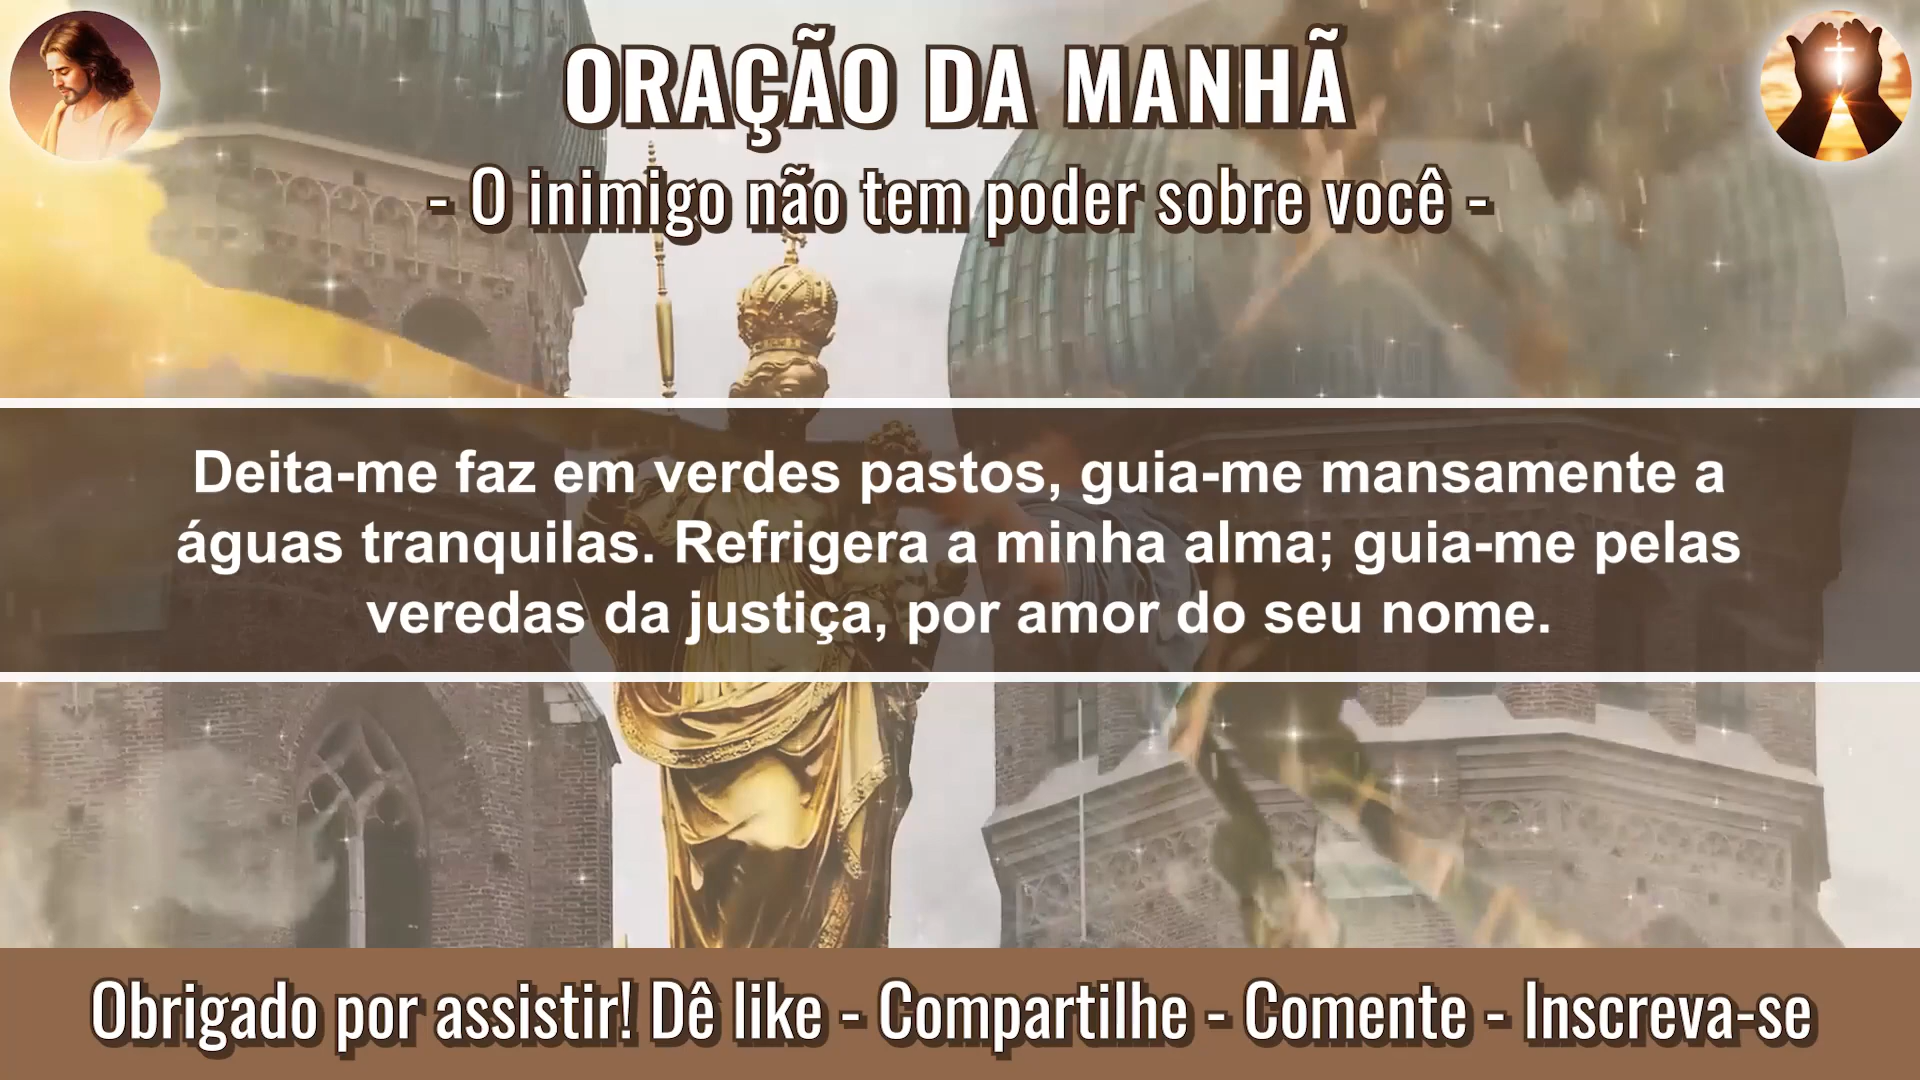 ORAÇÃO DA MANHÃ
- O inimigo não tem poder sobre você -
Deita-me faz em verdes pastos, guia-me mansamente a
águas tranquilas. Refrigera a minha alma; guia-me pelas
veredas da justiça, por amor do seu nome.
Obrigado por assistir! Dê like - Compartilhe - Comente - Inscreva-se